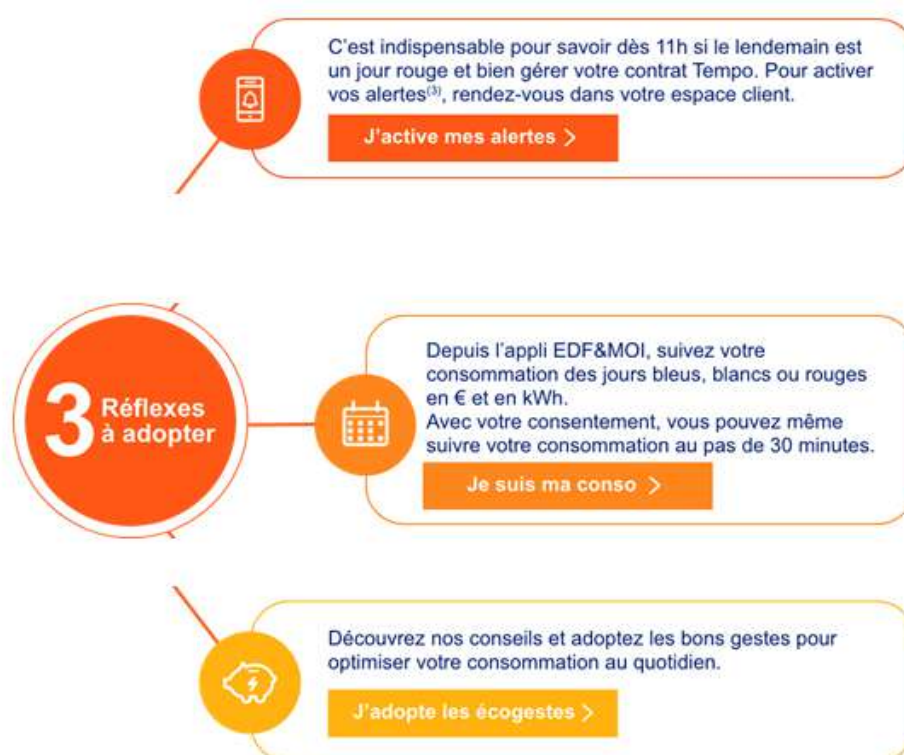 C'est indispensable pour savoir dès 11h si le lendemain est
un jour rouge et bien gérer votre contrat Tempo. Pour activer
vos alertes⁽³⁾, rendez-vous dans votre espace client.
J'active mes alertes >
3 Réflexes
à adopter
Depuis l'appli EDF&MOI, suivez votre
consommation des jours bleus, blancs ou rouges
en € et en kWh.
Avec votre consentement, vous pouvez même
suivre votre consommation au pas de 30 minutes.
Je suis ma conso >
Découvrez nos conseils et adoptez les bons gestes pour
optimiser votre consommation au quotidien.
J'adopte les écogestes >